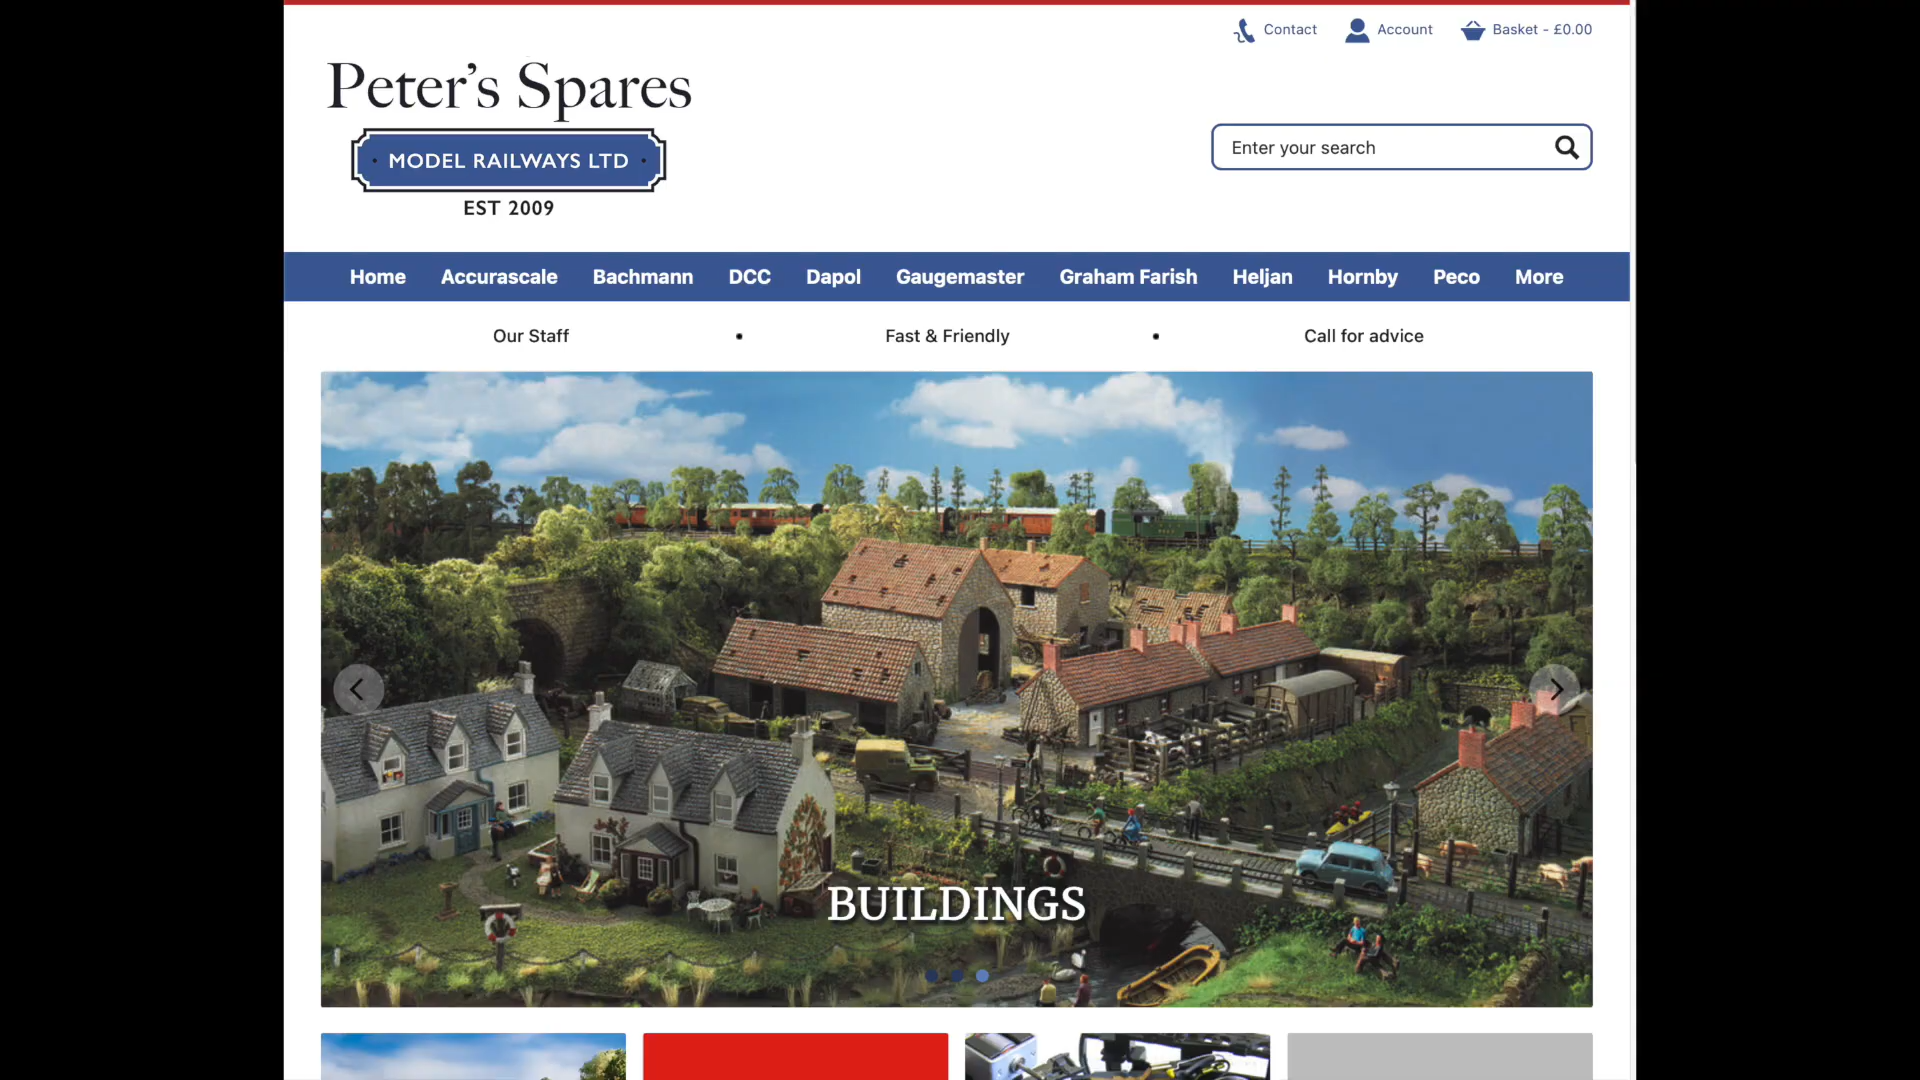 Contact
Account
Basket - £0.00
Peter's Spares
MODEL RAILWAYS LTD
EST 2009
Enter your search
Home
Accurascale
Bachmann
DCC
Dapol
Gaugemaster
Graham Farish
Heljan
Hornby
Peco
More
Our Staff
Fast & Friendly
Call for advice
BUILDINGS